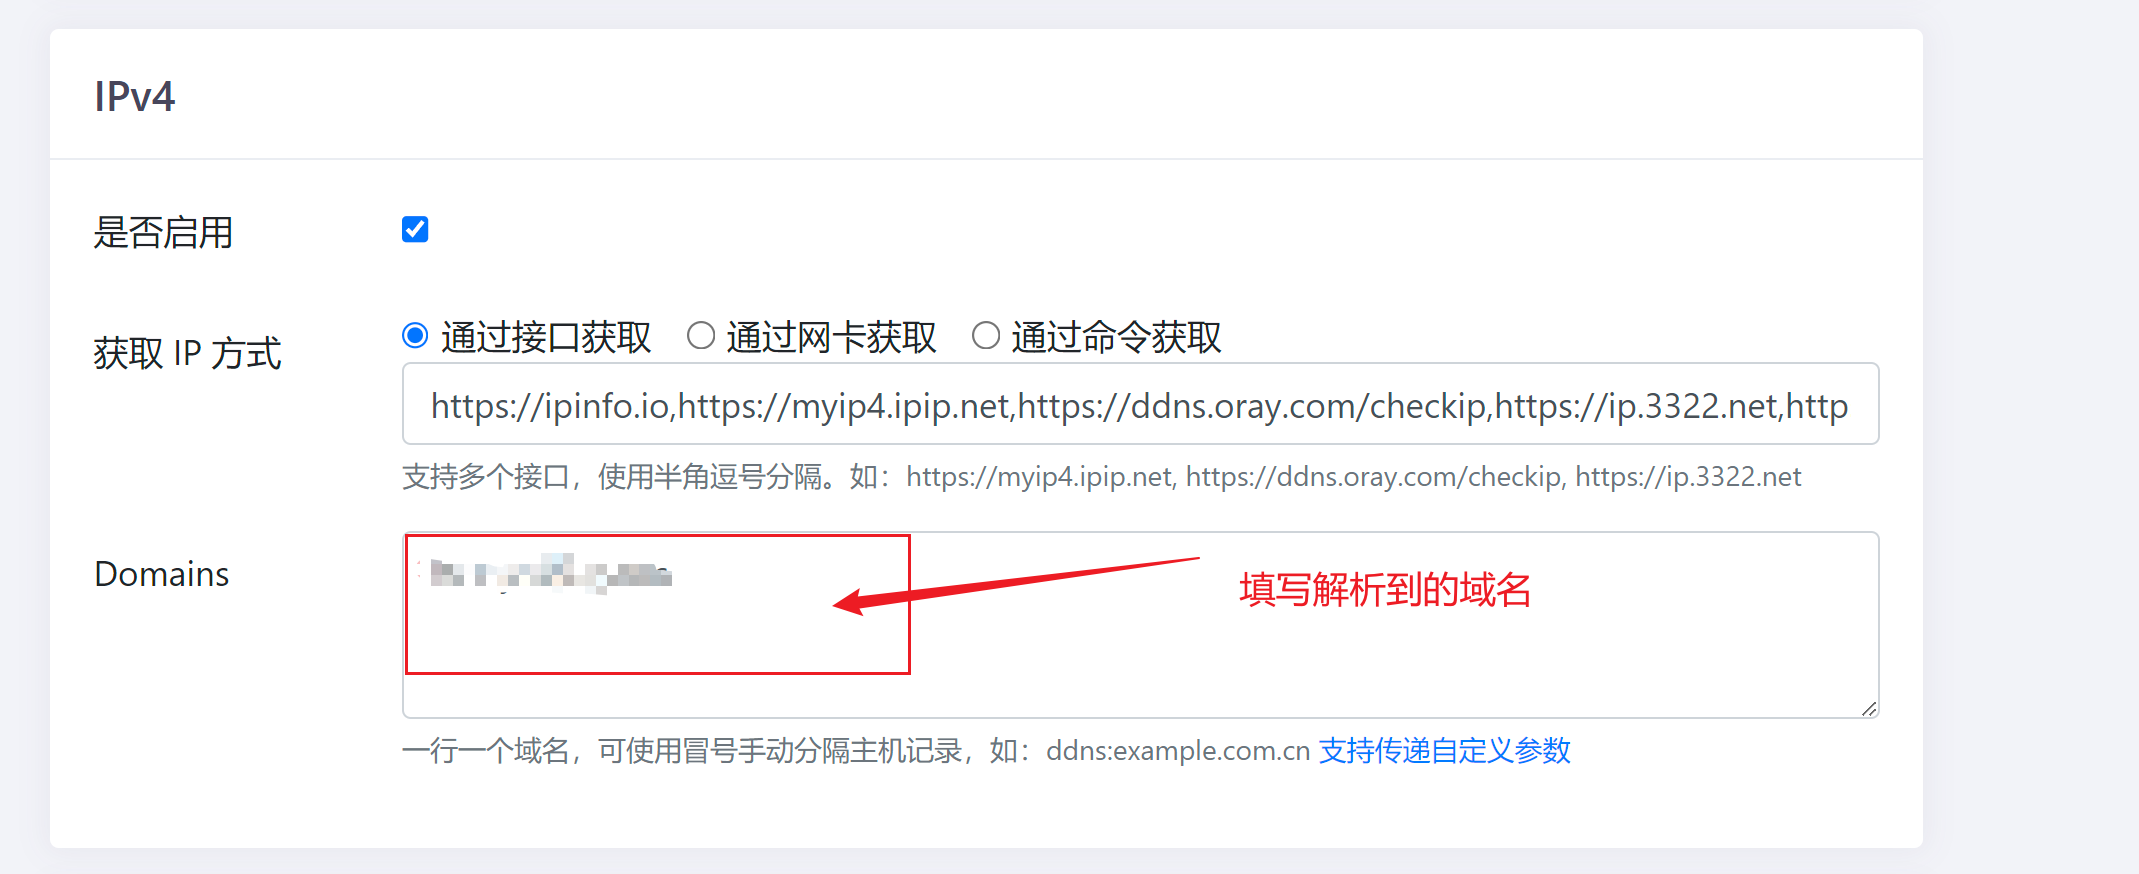 IPv4
是否启用
获取 IP 方式
通过接口获取 通过网卡获取 通过命令获取
https://ipinfo.io,https://myip4.ipip.net,https://ddns.oray.com/checkip,https://ip.3322.net,http
支持多个接口，使用半角逗号分隔。如：https://myip4.ipip.net, https://ddns.oray.com/checkip, https://ip.3322.net
Domains
填写解析到的域名
一行一个域名，可使用冒号手动分隔主机记录，如：ddns:example.com.cn 支持传递自定义参数